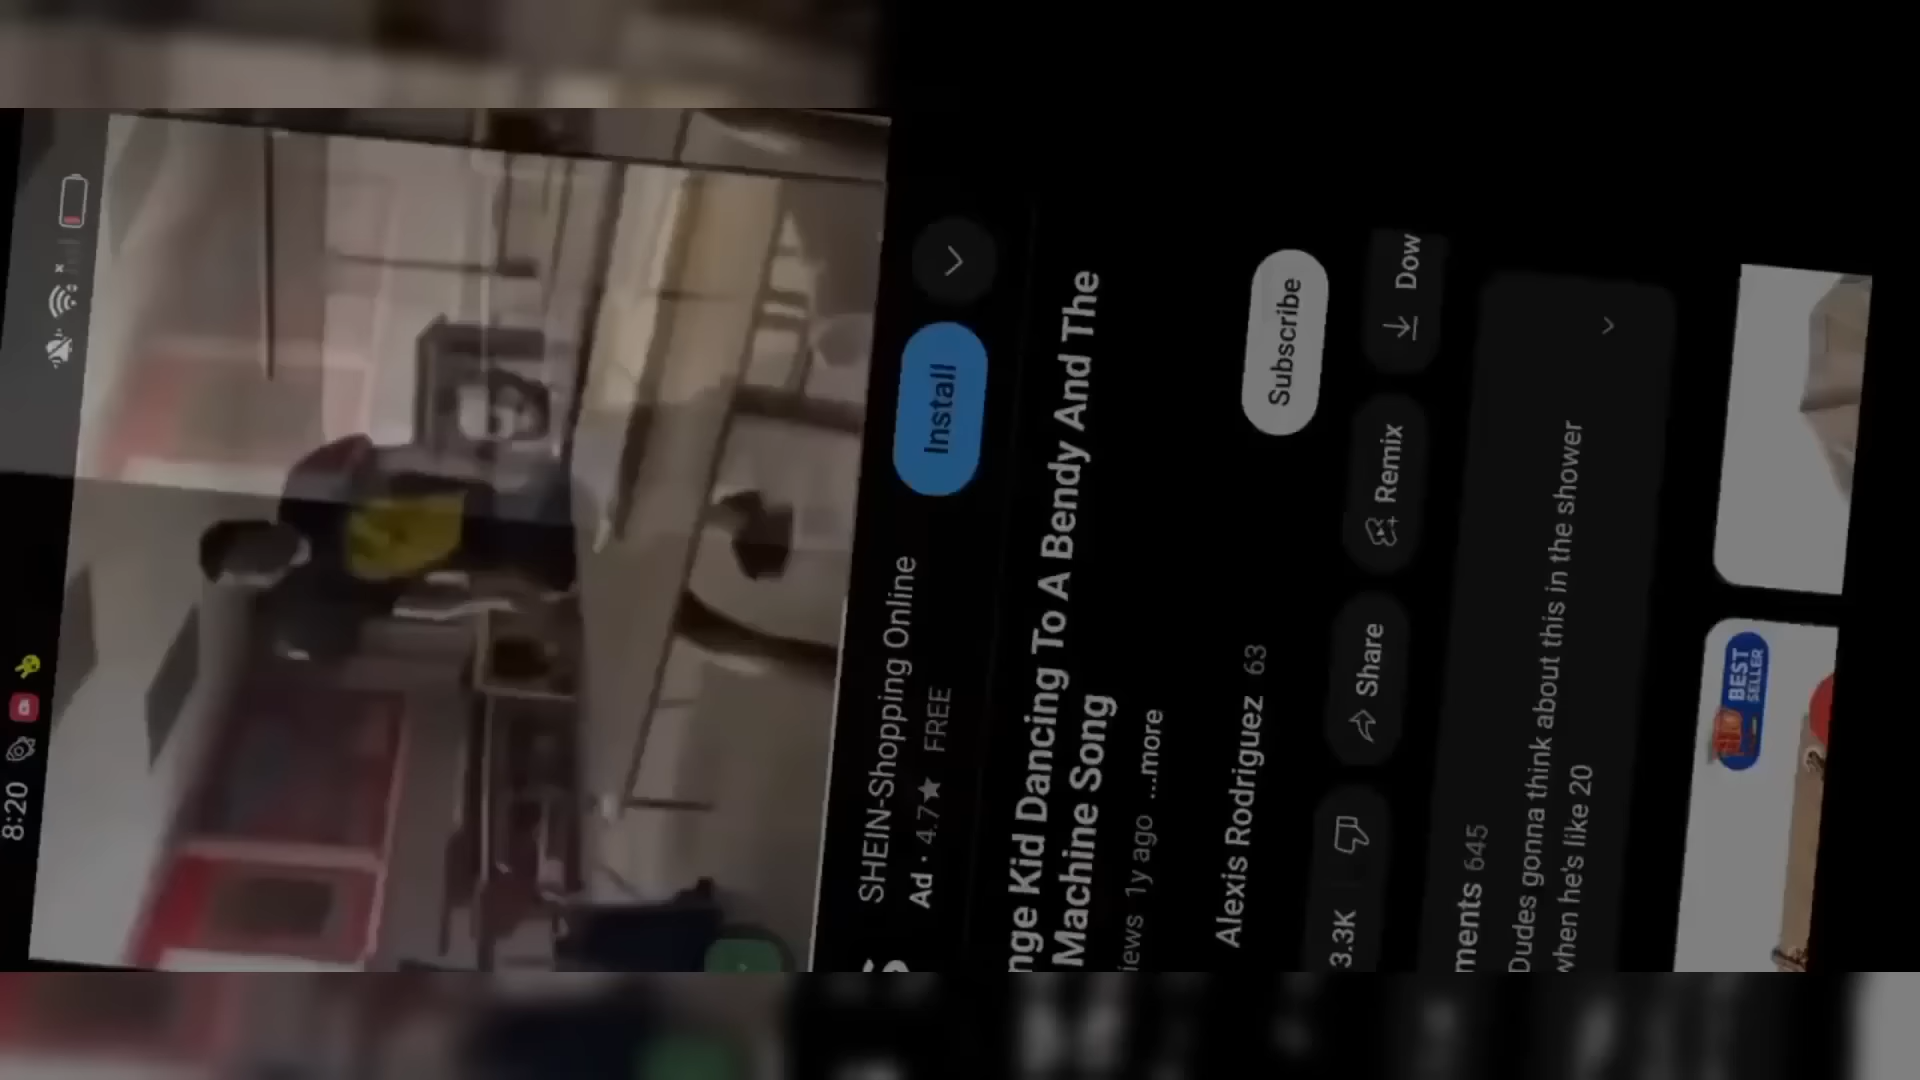 8:20
SHEIN-Shopping Online
Ad · 4.7★ FREE
Install
nge Kid Dancing To A Bendy And The
Machine Song
iews 1y ago ...more
Alexis Rodriguez 63
Subscribe
3.3K
Share
Remix
Dow
ments 645
Dudes gonna think about this in the shower
when he's like 20
BEST
SELLER